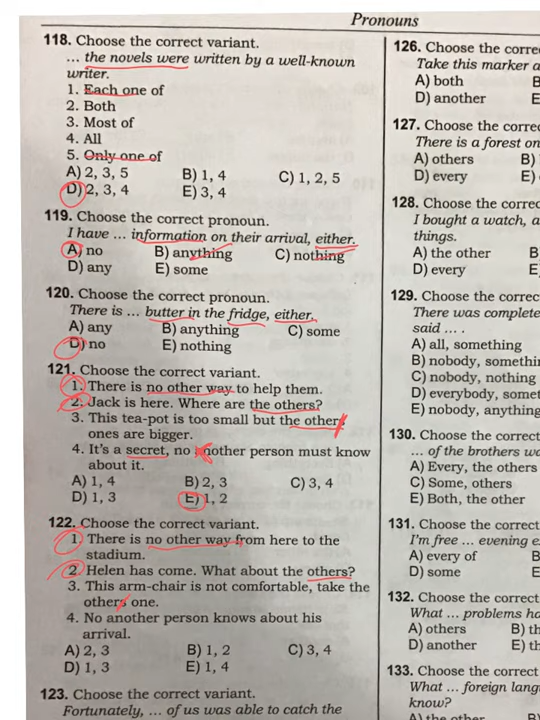 Pronouns
118. Choose the correct variant.
... the novels were written by a well-known
writer.
1. Each one of
2. Both
3. Most of
4. All
5. Only one of
A) 2, 3, 5 B) 1, 4 C) 1, 2, 5
D) 2, 3, 4 E) 3, 4
119. Choose the correct pronoun.
I have ... information on their arrival, either.
A) no B) anything C) nothing
D) any E) some
120. Choose the correct pronoun.
There is ... butter in the fridge, either.
A) any B) anything C) some
D) no E) nothing
121. Choose the correct variant.
1. There is no other way to help them.
2. Jack is here. Where are the others?
3. This tea-pot is too small but the others
ones are bigger.
4. It's a secret, no another person must know
about it.
A) 1, 4 B) 2, 3 C) 3, 4
D) 1, 3 E) 1, 2
122. Choose the correct variant.
1. There is no other way from here to the
stadium.
2. Helen has come. What about the others?
3. This arm-chair is not comfortable, take the
others one.
4. No another person knows about his
arrival.
A) 2, 3 B) 1, 2 C) 3, 4
D) 1, 3 E) 1, 4
123. Choose the correct variant.
Fortunately, ... of us was able to catch the
126. Choose the corre
Take this marker a
A) both B
D) another E
127. Choose the correc
There is a forest on
A) others B)
D) every E)
128. Choose the correc
I bought a watch, a
things.
A) the other B
D) every E
129. Choose the correc
There was complete
said ... .
A) all, something
B) nobody, somethin
C) nobody, nothing
D) everybody, somet
E) nobody, anything
130. Choose the correct
... of the brothers wa
A) Every, the others
C) Some, others
E) Both, the other
131. Choose the correct
I'm free ... evening e
A) every of B
D) some E
132. Choose the correct
What ... problems ha
A) others B) th
D) another E) th
133. Choose the correct
What ... foreign lang
know?
A) the other B)